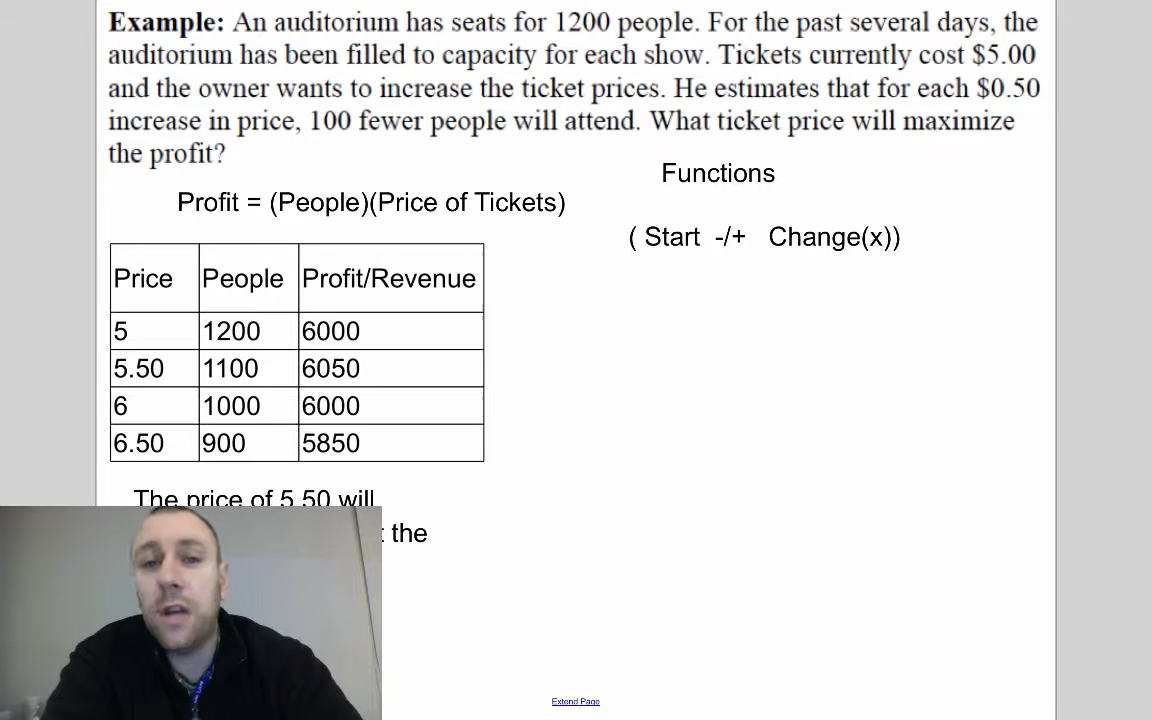 Example: An auditorium has seats for 1200 people. For the past several days, the
auditorium has been filled to capacity for each show. Tickets currently cost $5.00
and the owner wants to increase the ticket prices. He estimates that for each $0.50
increase in price, 100 fewer people will attend. What ticket price will maximize
the profit?
Functions
Profit = (People)(Price of Tickets)
( Start -/+ Change(x))
Price People Profit/Revenue
5 1200 6000
5.50 1100 6050
6 1000 6000
6.50 900 5850
The price of 5.50 will
the
Extend Page